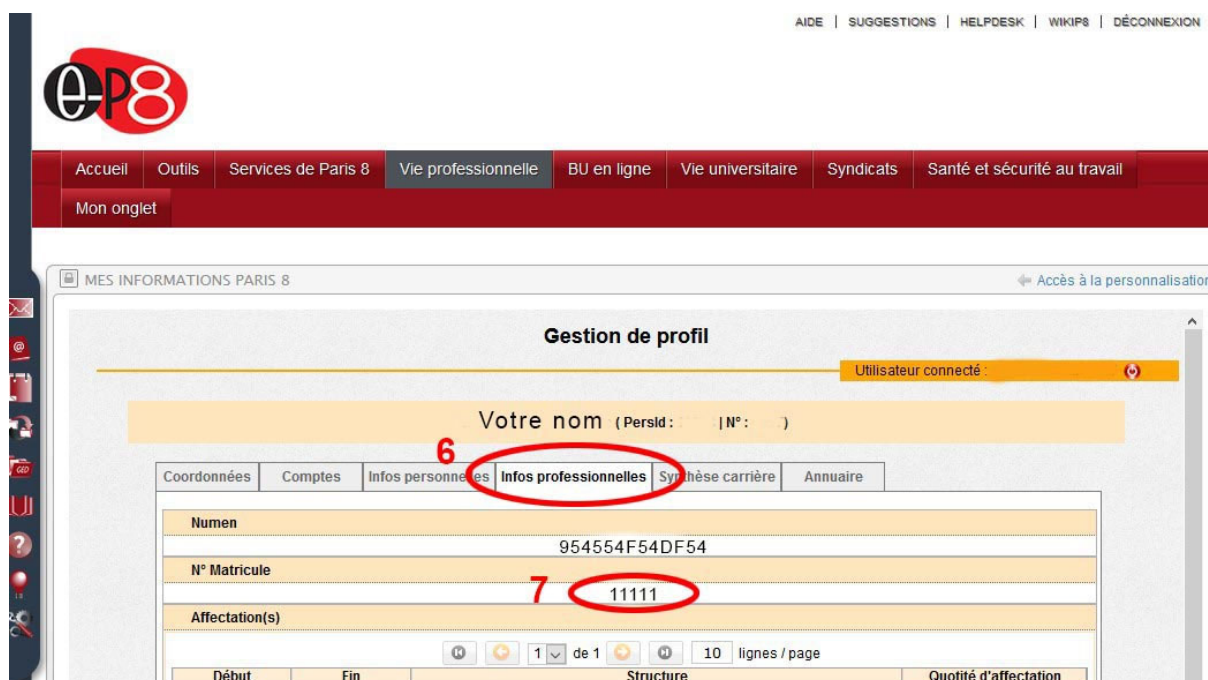 AIDE | SUGGESTIONS | HELPDESK | WIKIP8 | DÉCONNEXION
e-P8
Accueil Outils Services de Paris 8 Vie professionnelle BU en ligne Vie universitaire Syndicats Santé et sécurité au travail
Mon onglet
MES INFORMATIONS PARIS 8 Accès à la personnalisation
Gestion de profil
Utilisateur connecté :
Votre nom ( PersId : | N° : )
6
Coordonnées Comptes Infos personnelles Infos professionnelles Synthèse carrière Annuaire
Numen
954554F54DF54
N° Matricule
7 11111
Affectation(s)
1 de 1 10 lignes / page
Début Fin Structure Quotité d'affectation